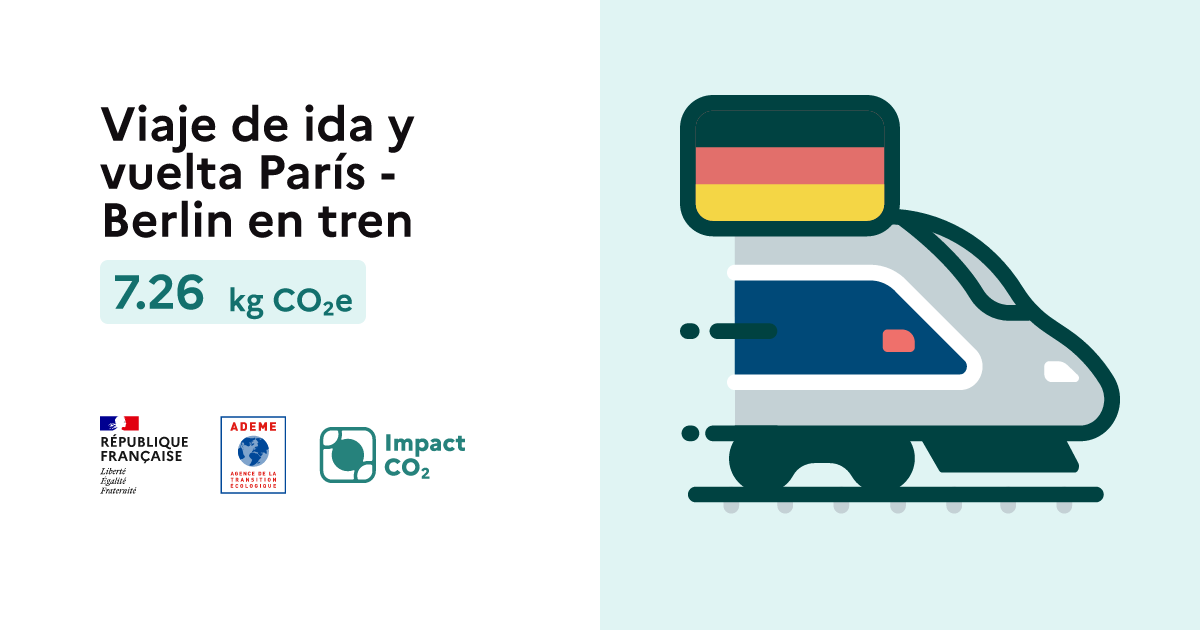 Viaje de ida y
vuelta París -
Berlin en tren
7.26 kg CO₂e
RÉPUBLIQUE
FRANÇAISE
Liberté
Égalité
Fraternité
ADEME
AGENCE DE LA
TRANSITION
ÉCOLOGIQUE
Impact
CO₂